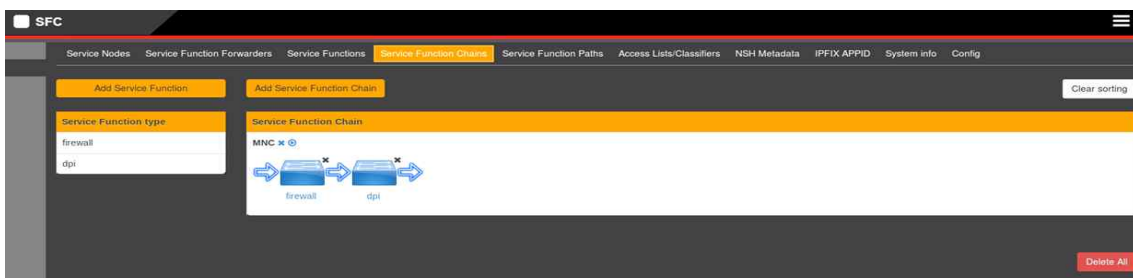 SFC
Service Nodes Service Function Forwarders Service Functions Service Function Chains Service Function Paths Access Lists/Classifiers NSH Metadata IPFIX APPID System info Config
Add Service Function Add Service Function Chain Clear sorting
Service Function type Service Function Chain
firewall MNC
dpi
firewall dpi
Delete All